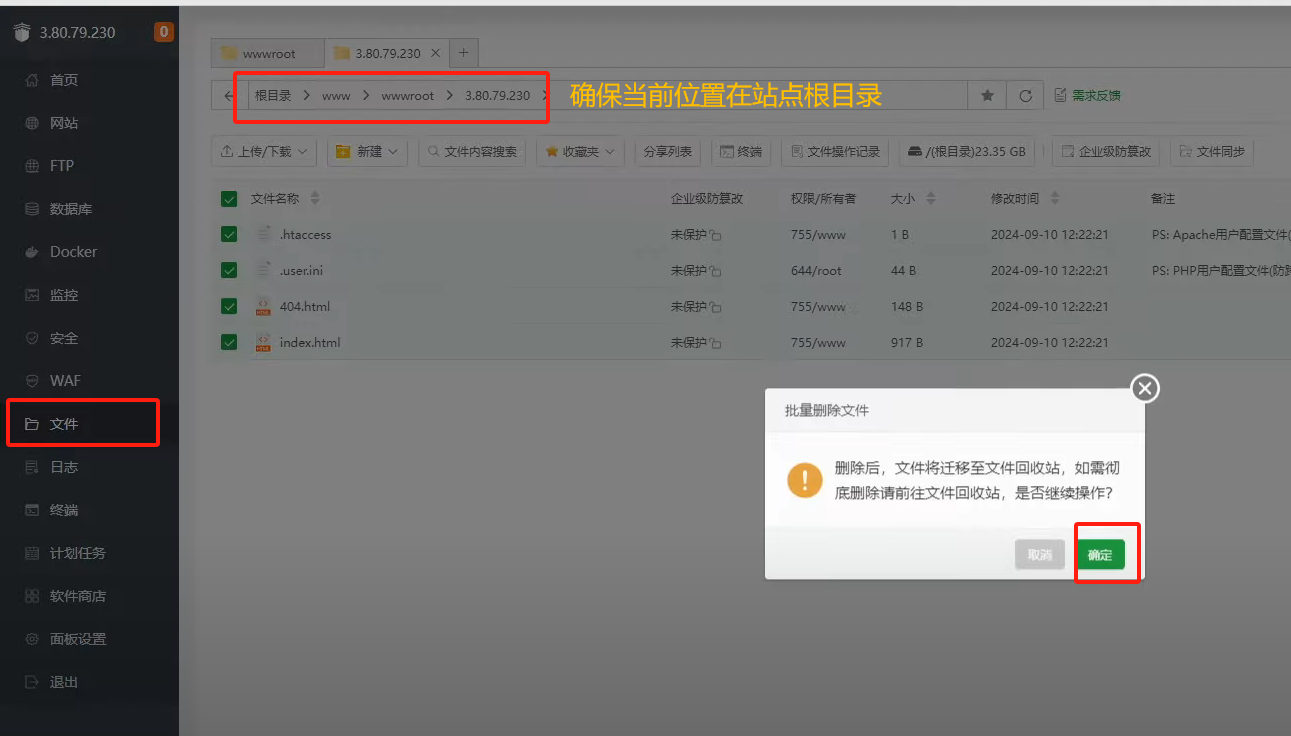 3.80.79.230 0
首页
网站
FTP
数据库
Docker
监控
安全
WAF
文件
日志
终端
计划任务
软件商店
面板设置
退出
wwwroot 3.80.79.230
根目录 www wwwroot 3.80.79.230 确保当前位置在站点根目录 需求反馈
上传/下载 新建 文件内容搜索 收藏夹 分享列表 终端 文件操作记录 /(根目录)23.35 GB 企业级防篡改 文件同步
文件名称 企业级防篡改 权限/所有者 大小 修改时间 备注
.htaccess 未保护 755/www 1 B 2024-09-10 12:22:21 PS: Apache用户配置文件(
.user.ini 未保护 644/root 44 B 2024-09-10 12:22:21 PS: PHP用户配置文件(防跨
404.html 未保护 755/www 148 B 2024-09-10 12:22:21
index.html 未保护 755/www 917 B 2024-09-10 12:22:21
批量删除文件
删除后，文件将迁移至文件回收站，如需彻
底删除请前往文件回收站，是否继续操作？
取消 确定